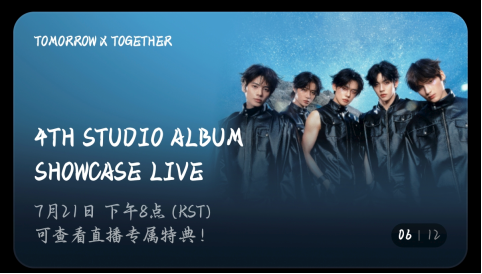 TOMORROW X TOGETHER
4TH STUDIO ALBUM
SHOWCASE LIVE
7月21日 下午8点 (KST)
可查看直播专属特典!
06 | 12